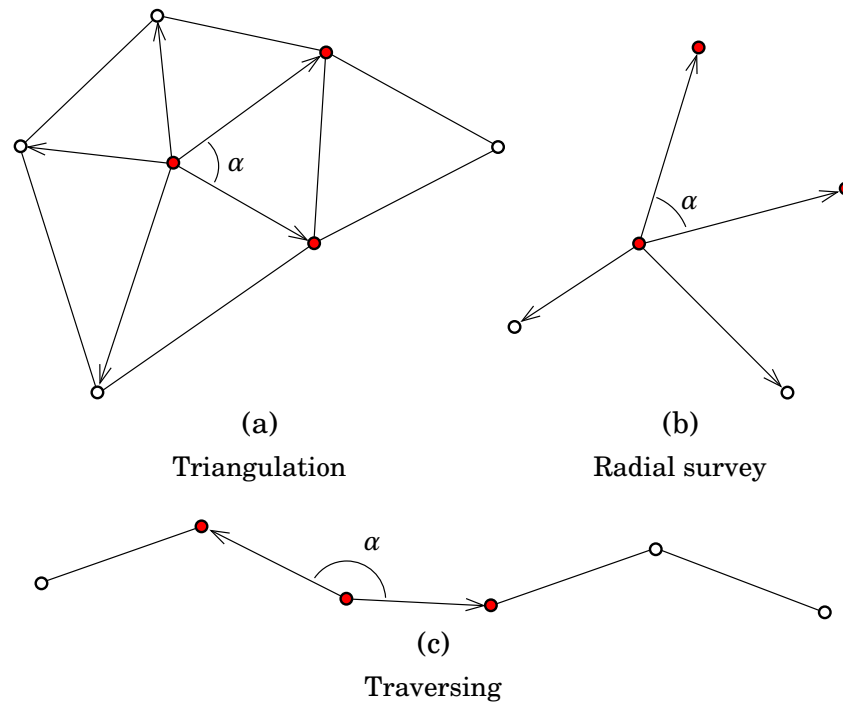 α
(a)
Triangulation
α
(b)
Radial survey
α
(c)
Traversing